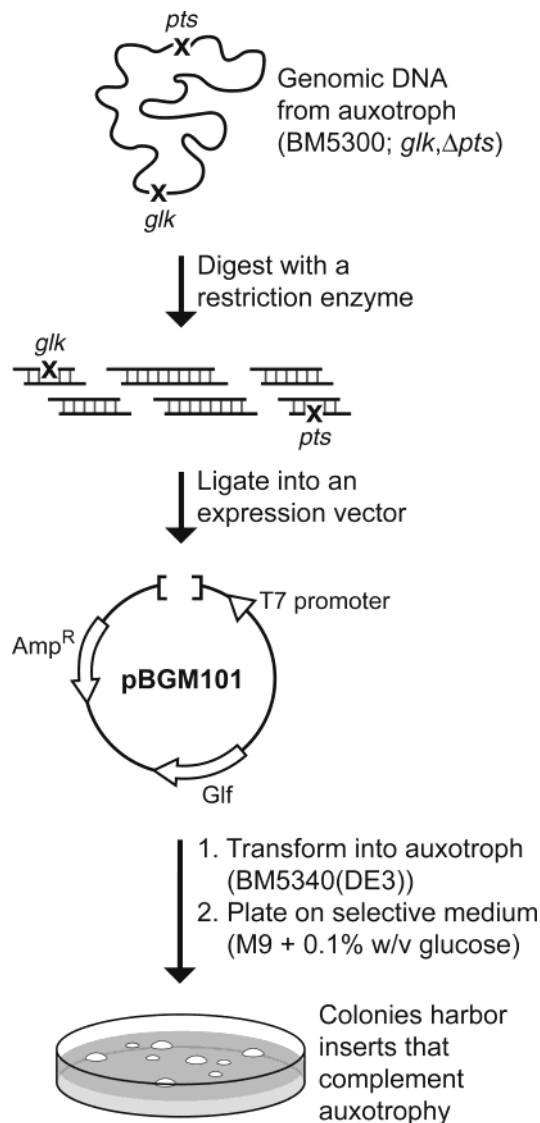 pts
X
Genomic DNA
from auxotroph
(BM5300; glk,Δpts)
X
glk
Digest with a
restriction enzyme
glk
X
X
pts
Ligate into an
expression vector
T7 promoter
Amp^R
pBGM101
Glf
1. Transform into auxotroph
(BM5340(DE3))
2. Plate on selective medium
(M9 + 0.1% w/v glucose)
Colonies harbor
inserts that
complement
auxotrophy